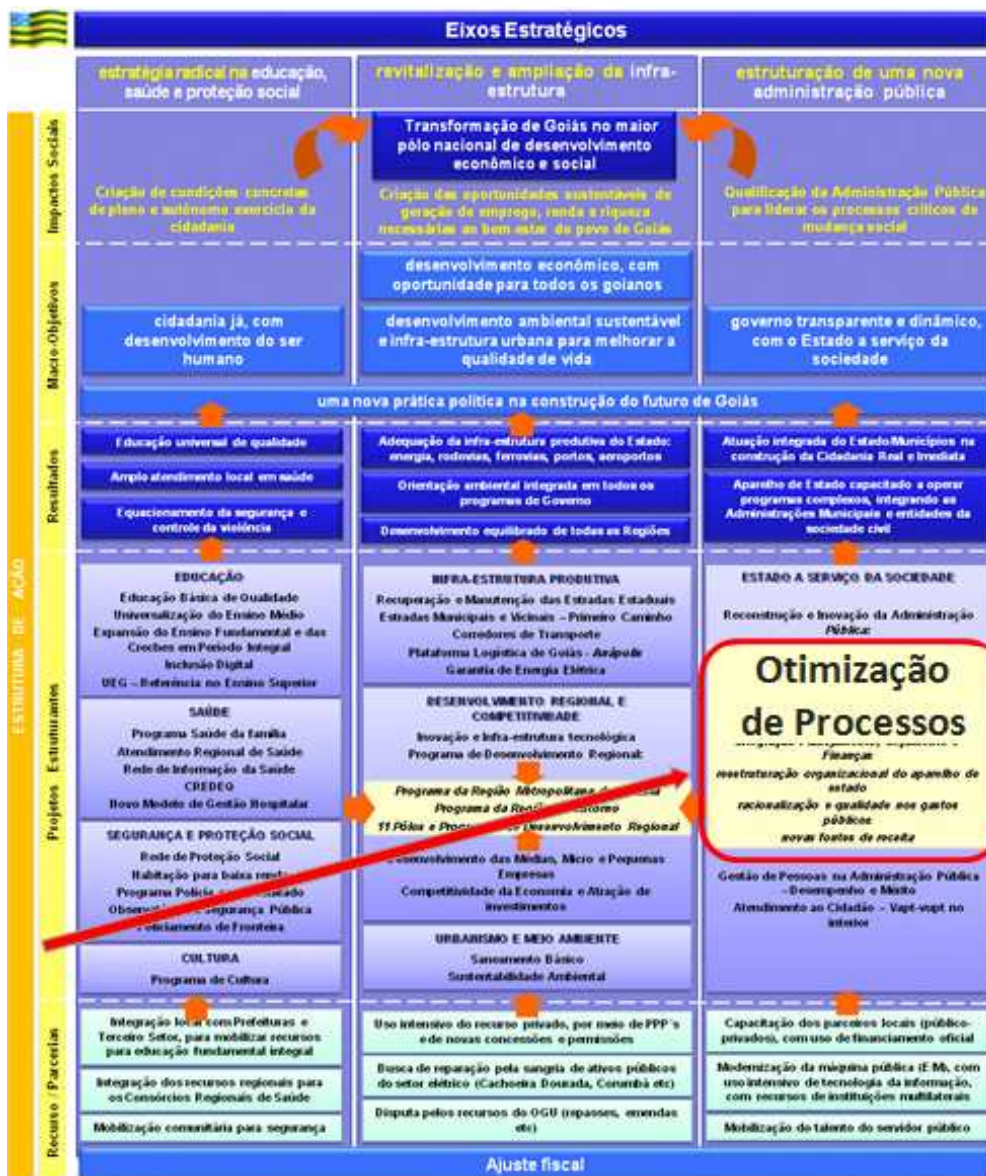 Eixos Estratégicos
estratégia radical na educação,
saúde e proteção social
revitalização e ampliação da infra-
estrutura
estruturação de uma nova
administração pública
ESTRUTURA DE AÇÃO
Impactos Sociais
Transformação de Goiás no maior
pólo nacional de desenvolvimento
econômico e social
Criação de condições concretas
de pleno e autônomo exercício da
cidadania
Criação das oportunidades sustentáveis de
geração de emprego, renda e riqueza
necessárias ao bem estar do povo de Goiás
Qualificação da Administração Pública
para liderar os processos críticos de
mudança social
Macro-Objetivos
desenvolvimento econômico, com
oportunidade para todos os goianos
cidadania já, com
desenvolvimento do ser
humano
desenvolvimento ambiental sustentável
e infra-estrutura urbana para melhorar a
qualidade de vida
governo transparente e dinâmico,
com o Estado a serviço da
sociedade
uma nova prática política na construção do futuro de Goiás
Resultados
Educação universal de qualidade
Amplo atendimento local em saúde
Equacionamento da segurança e
controle da violência
Adequação da infra-estrutura produtiva do Estado:
energia, rodovias, ferrovias, portos, aeroportos
Orientação ambiental integrada em todos os
programas de Governo
Desenvolvimento equilibrado de todas as Regiões
Atuação integrada do Estado/Municípios na
construção da Cidadania Real e Imediata
Aparelho de Estado capacitado a operar
programas complexos, integrando as
Administrações Municipais e entidades da
sociedade civil
Projetos Estruturantes
EDUCAÇÃO
Educação Básica de Qualidade
Universalização do Ensino Médio
Expansão do Ensino Fundamental e das
Creches em Período Integral
Inclusão Digital
UEG – Referência no Ensino Superior
SAÚDE
Programa Saúde da família
Atendimento Regional de Saúde
Rede de Informação da Saúde
CREDEQ
Novo Modelo de Gestão Hospitalar
SEGURANÇA E PROTEÇÃO SOCIAL
Rede de Proteção Social
Habitação para baixa
Programa Polícia
Segurança Pública
Policiamento de Fronteira
CULTURA
Programa de Cultura
INFRA-ESTRUTURA PRODUTIVA
Recuperação e Manutenção das Estradas Estaduais
Estradas Municipais e Vicinais – Primeiro Caminho
Corredores de Transporte
Plataforma Logística de Goiás - Anápolis
Garantia de Energia Elétrica
DESENVOLVIMENTO REGIONAL E
COMPETITIVIDADE
Inovação e Infra-estrutura tecnológica
Programa de Desenvolvimento Regional:
Programa da Região Metropolitana
Programa da Região
11 Pólos e Desenvolvimento Regional
Desenvolvimento das Médias, Micro e Pequenas
Empresas
Competitividade da Economia e Atração de
investimentos
URBANISMO E MEIO AMBIENTE
Saneamento Básico
Sustentabilidade Ambiental
ESTADO A SERVIÇO DA SOCIEDADE
Reconstrução e Inovação da Administração
Pública:
Otimização
de Processos
Finanças
reestruturação organizacional do aparelho de
estado
racionalização e qualidade nos gastos
públicos
novas fontes de receita
Gestão de Pessoas na Administração Pública
– Desempenho e Mérito
Atendimento ao Cidadão – Vapt-vupt no
interior
Recurso / Parcerias
Integração local com Prefeituras e
Terceiro Setor, para mobilizar recursos
para educação fundamental integral
Integração dos recursos regionais para
os Consórcios Regionais de Saúde
Mobilização comunitária para segurança
Uso intensivo do recurso privado, por meio de PPP`s
e de novas concessões e permissões
Busca de reparação pela sangria de ativos públicos
do setor elétrico (Cachoeira Dourada, Corumbá etc)
Disputa pelos recursos do OGU (repasses, emendas
etc)
Capacitação dos parceiros locais (público-
privados), com uso de financiamento oficial
Modernização da máquina pública (E M), com
uso intensivo de tecnologia da informação,
com recursos de instituições multilaterais
Mobilização do talento do servidor público
Ajuste fiscal